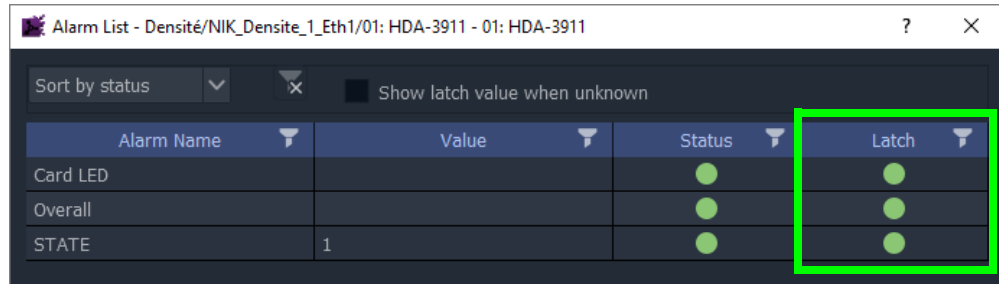 Alarm List - Densité/NIK_Densite_1_Eth1/01: HDA-3911 - 01: HDA-3911 ?
Sort by status Show latch value when unknown
Alarm Name Value Status Latch
Card LED
Overall
STATE 1